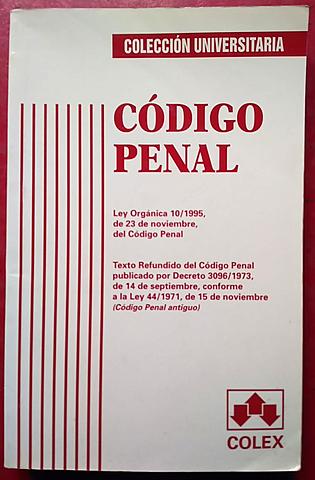 COLECCIÓN UNIVERSITARIA
CÓDIGO
PENAL
Ley Orgánica 10/1995,
de 23 de noviembre,
del Código Penal
Texto Refundido del Código Penal
publicado por Decreto 3096/1973,
de 14 de septiembre, conforme
a la Ley 44/1971, de 15 de noviembre
(Código Penal antiguo)
COLEX